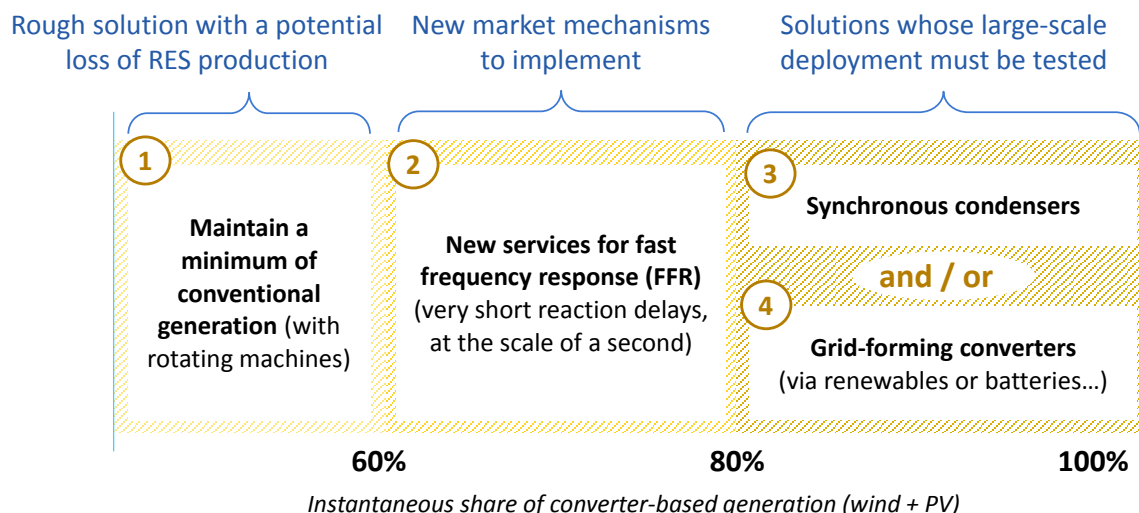 Rough solution with a potential
loss of RES production
New market mechanisms
to implement
Solutions whose large-scale
deployment must be tested
1
Maintain a
minimum of
conventional
generation (with
rotating machines)
2
New services for fast
frequency response (FFR)
(very short reaction delays,
at the scale of a second)
3
Synchronous condensers
and / or
4
Grid-forming converters
(via renewables or batteries…)
60%
80%
100%
Instantaneous share of converter-based generation (wind + PV)